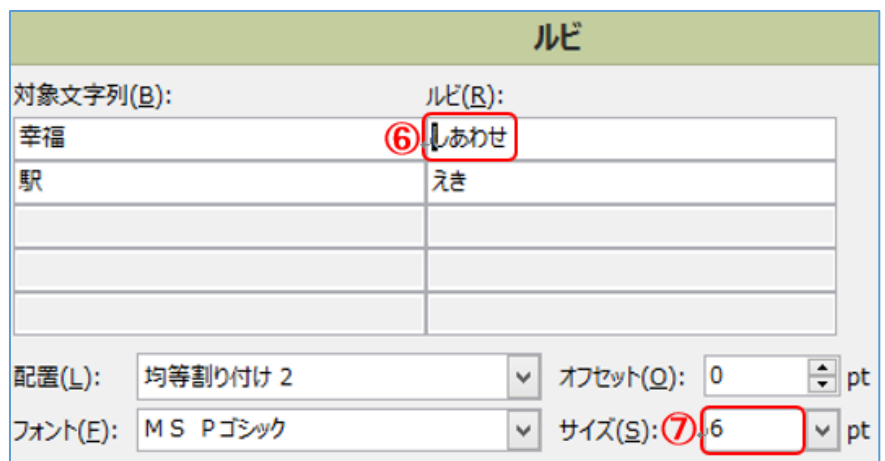 ルビ
対象文字列(B): ルビ(R):
幸福 ⑥ しあわせ
駅 えき
配置(L): 均等割り付け 2 オフセット(O): 0 pt
フォント(F): ＭＳ Ｐゴシック サイズ(S): ⑦ 6 pt